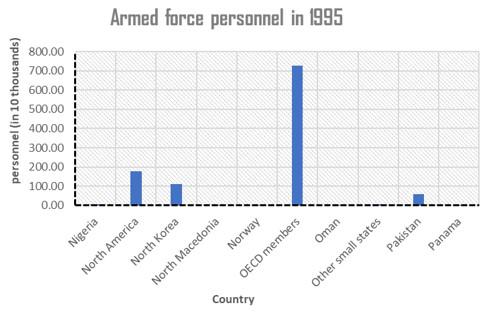 Armed force personnel in 1995
personnel (in 10 thousands)
800.00
700.00
600.00
500.00
400.00
300.00
200.00
100.00
0.00
Nigeria
North America
North Korea
North Macedonia
Norway
OECD members
Oman
Other small states
Pakistan
Panama
Country